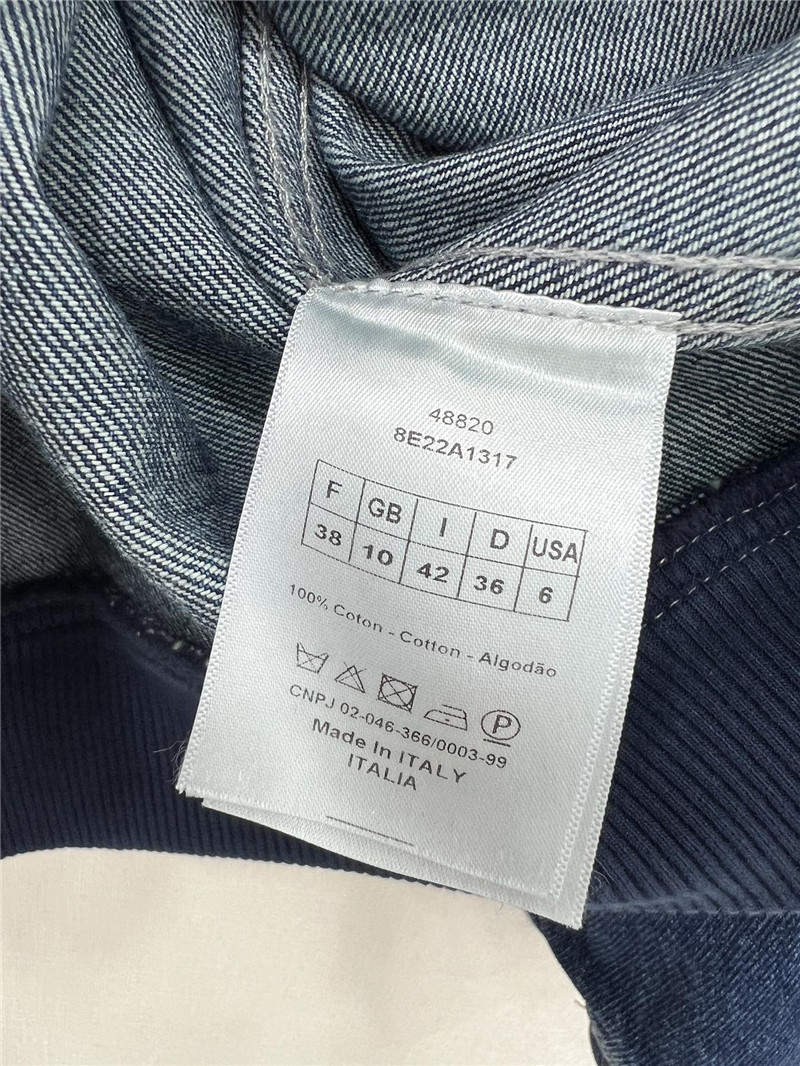 48820
8E22A1317
F GB I D USA
38 10 42 36 6
100% Coton - Cotton - Algodão
P
CNPJ 02-046-366/0003-99
Made In ITALY
ITALIA